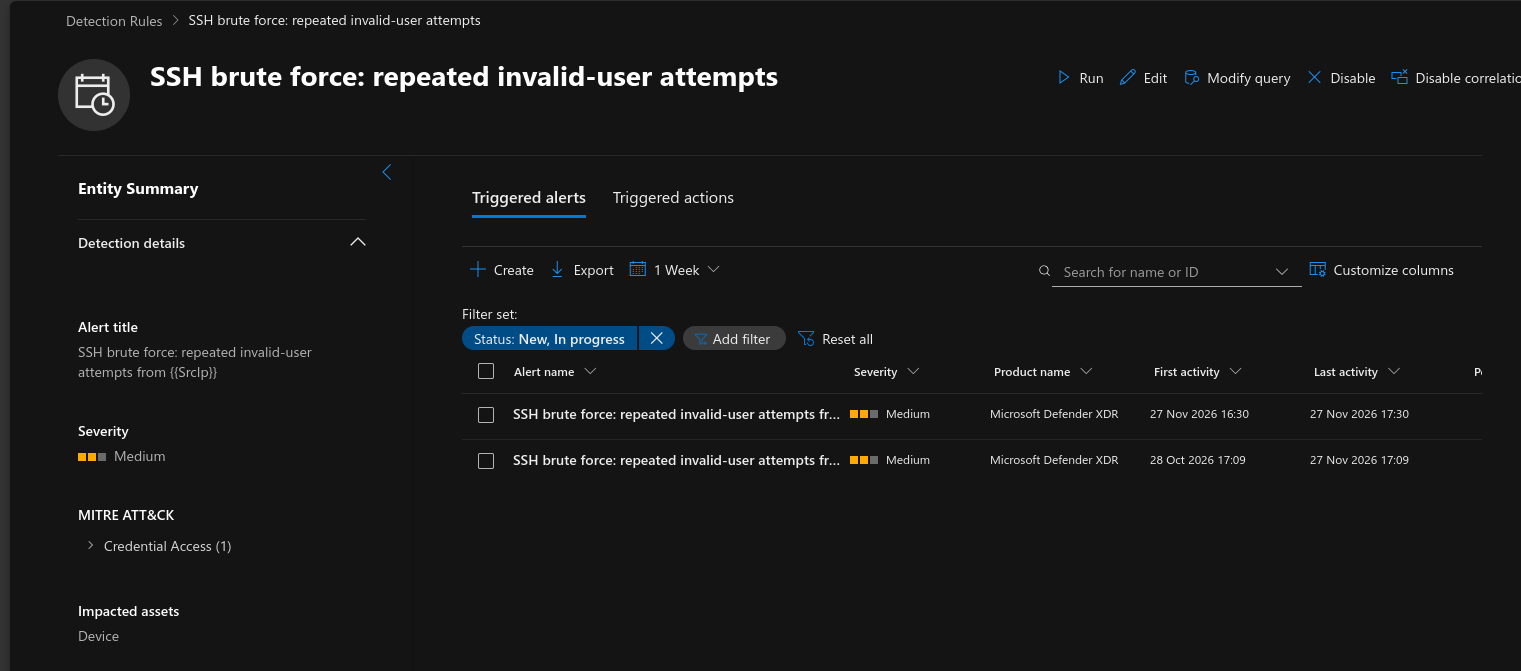 Detection Rules > SSH brute force: repeated invalid-user attempts
SSH brute force: repeated invalid-user attempts
Run Edit Modify query Disable Disable correlatio
Entity Summary
Detection details
Alert title
SSH brute force: repeated invalid-user
attempts from {{SrcIp}}
Severity
Medium
MITRE ATT&CK
Credential Access (1)
Impacted assets
Device
Triggered alerts Triggered actions
Create Export 1 Week Search for name or ID Customize columns
Filter set:
Status: New, In progress Add filter Reset all
Alert name Severity Product name First activity Last activity
SSH brute force: repeated invalid-user attempts fr... Medium Microsoft Defender XDR 27 Nov 2026 16:30 27 Nov 2026 17:30
SSH brute force: repeated invalid-user attempts fr... Medium Microsoft Defender XDR 28 Oct 2026 17:09 27 Nov 2026 17:09